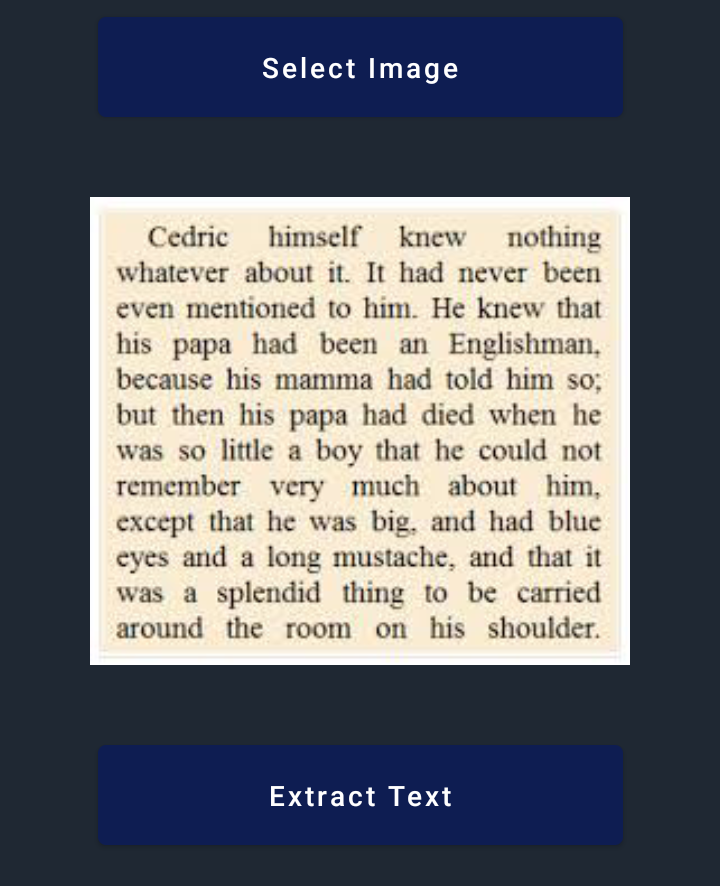 Select Image
Cedric himself knew nothing
whatever about it. It had never been
even mentioned to him. He knew that
his papa had been an Englishman,
because his mamma had told him so;
but then his papa had died when he
was so little a boy that he could not
remember very much about him,
except that he was big, and had blue
eyes and a long mustache, and that it
was a splendid thing to be carried
around the room on his shoulder.
Extract Text